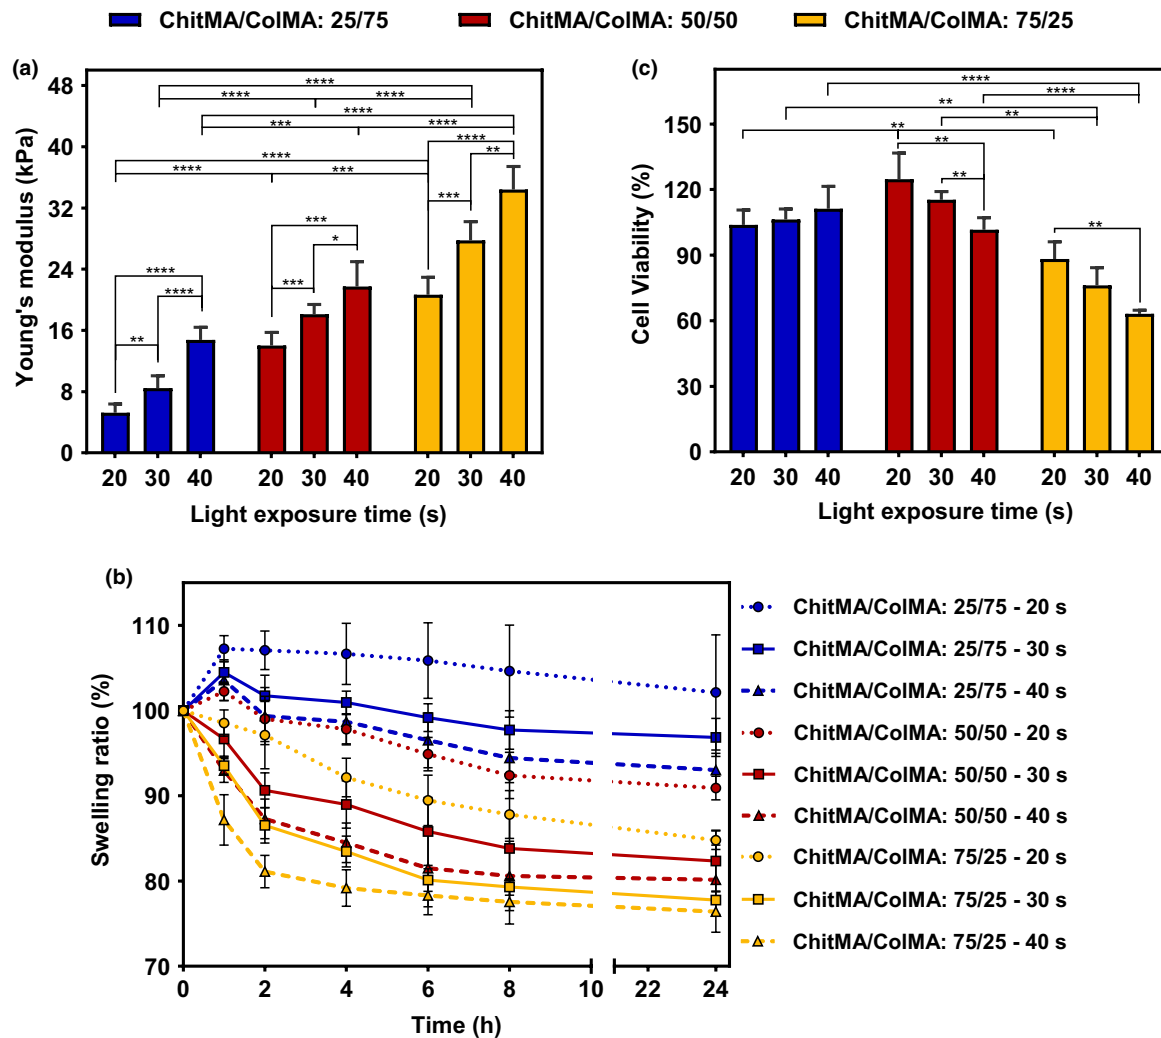 ChitMA/ColMA: 25/75 ChitMA/ColMA: 50/50 ChitMA/ColMA: 75/25
(a)
Young's modulus (kPa)
48
40
32
24
16
8
0
**** 
**** ****
****
*** ****
****
**** ***
****
**
***
***
*
***
****
****
**
20 30 40 20 30 40 20 30 40
Light exposure time (s)
(c)
Cell Viability (%)
150
120
90
60
30
0
****
****
**
**
**
**
**
**
20 30 40 20 30 40 20 30 40
Light exposure time (s)
(b)
Swelling ratio (%)
110
100
90
80
70
0 2 4 6 8 10 22 24
Time (h)
ChitMA/ColMA: 25/75 - 20 s
ChitMA/ColMA: 25/75 - 30 s
ChitMA/ColMA: 25/75 - 40 s
ChitMA/ColMA: 50/50 - 20 s
ChitMA/ColMA: 50/50 - 30 s
ChitMA/ColMA: 50/50 - 40 s
ChitMA/ColMA: 75/25 - 20 s
ChitMA/ColMA: 75/25 - 30 s
ChitMA/ColMA: 75/25 - 40 s